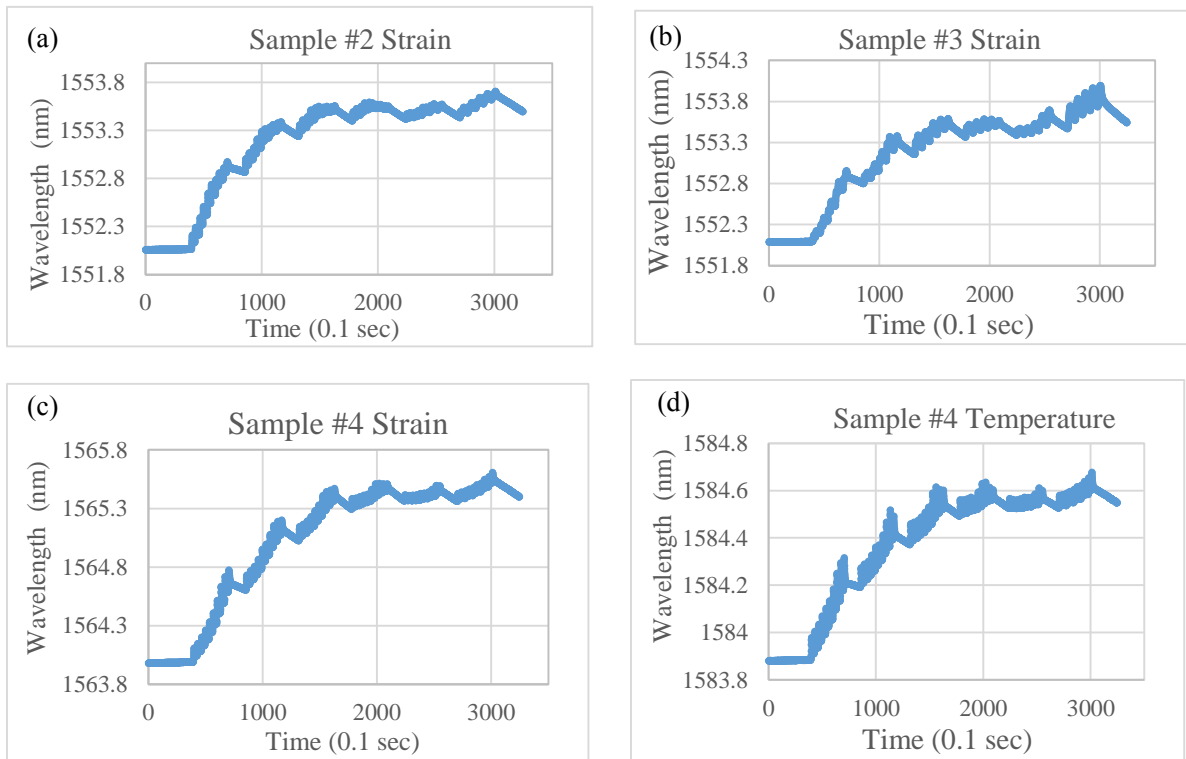 (a)
Sample #2 Strain
Wavelength (nm)
1553.8
1553.3
1552.8
1552.3
1551.8
0 1000 2000 3000
Time (0.1 sec)
(b)
Sample #3 Strain
Wavelength (nm)
1554.3
1553.8
1553.3
1552.8
1552.3
1551.8
0 1000 2000 3000
Time (0.1 sec)
(c)
Sample #4 Strain
Wavelength (nm)
1565.8
1565.3
1564.8
1564.3
1563.8
0 1000 2000 3000
Time (0.1 sec)
(d)
Sample #4 Temperature
Wavelength (nm)
1584.8
1584.6
1584.4
1584.2
1584
1583.8
0 1000 2000 3000
Time (0.1 sec)